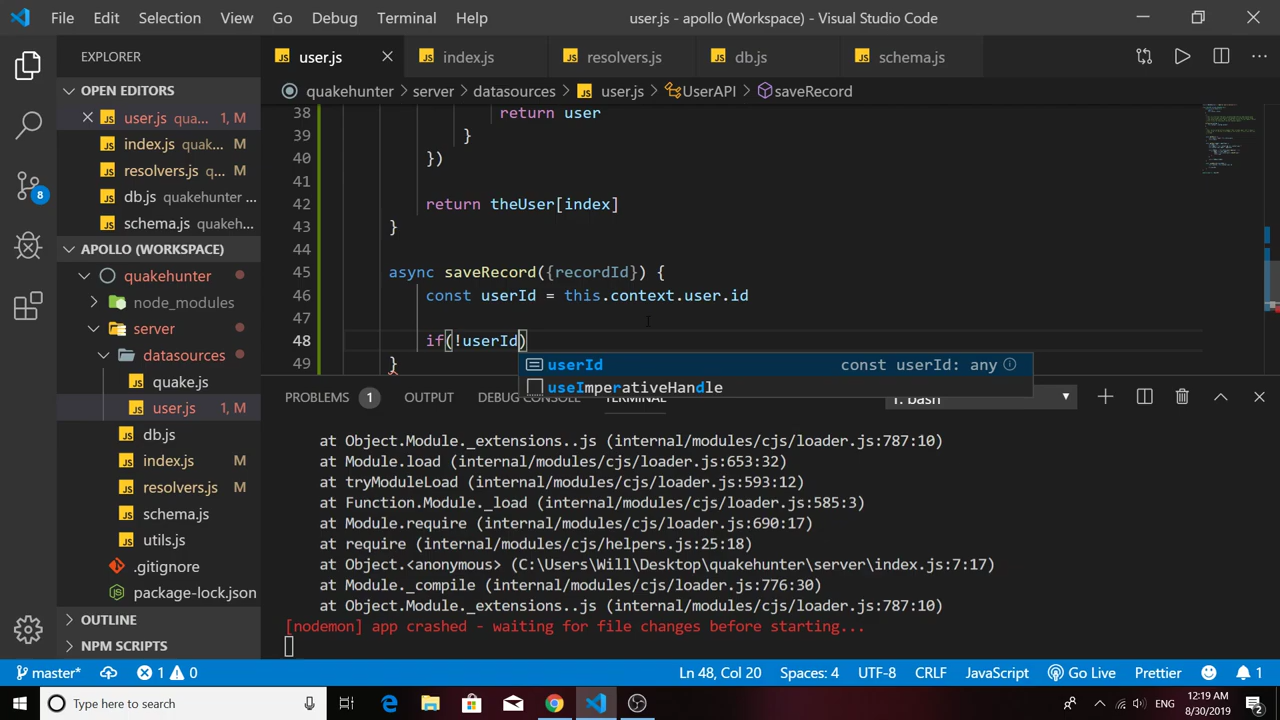 File Edit Selection View Go Debug Terminal Help user.js - apollo (Workspace) - Visual Studio Code
EXPLORER
OPEN EDITORS
user.js qua... 1, M
index.js quak... M
resolvers.js q... M
db.js quakehunter ...
schema.js quakeh...
APOLLO (WORKSPACE)
quakehunter
node_modules
server
datasources
quake.js
user.js 1, M
db.js
index.js M
resolvers.js M
schema.js
utils.js
.gitignore
package-lock.json
OUTLINE
NPM SCRIPTS
8
JS user.js JS index.js JS resolvers.js JS db.js JS schema.js
quakehunter server datasources JS user.js UserAPI saveRecord
38 return user
39 }
40 })
41
42 return theUser[index]
43 }
44
45 async saveRecord({recordId}) {
46 const userId = this.context.user.id
47
48 if(!userId)
49 }
userId const userId: any
useImperativeHandle
PROBLEMS 1 OUTPUT DEBUG CONSOLE TERMINAL 1: bash
at Object.Module._extensions..js (internal/modules/cjs/loader.js:787:10)
at Module.load (internal/modules/cjs/loader.js:653:32)
at tryModuleLoad (internal/modules/cjs/loader.js:593:12)
at Function.Module._load (internal/modules/cjs/loader.js:585:3)
at Module.require (internal/modules/cjs/loader.js:690:17)
at require (internal/modules/cjs/helpers.js:25:18)
at Object.<anonymous> (C:\Users\Will\Desktop\quakehunter\server\index.js:7:17)
at Module._compile (internal/modules/cjs/loader.js:776:30)
at Object.Module._extensions..js (internal/modules/cjs/loader.js:787:10)
[nodemon] app crashed - waiting for file changes before starting...
master* 1 0 Ln 48, Col 20 Spaces: 4 UTF-8 CRLF JavaScript Go Live Prettier 1
Type here to search ENG 12:19 AM
8/30/2019 2